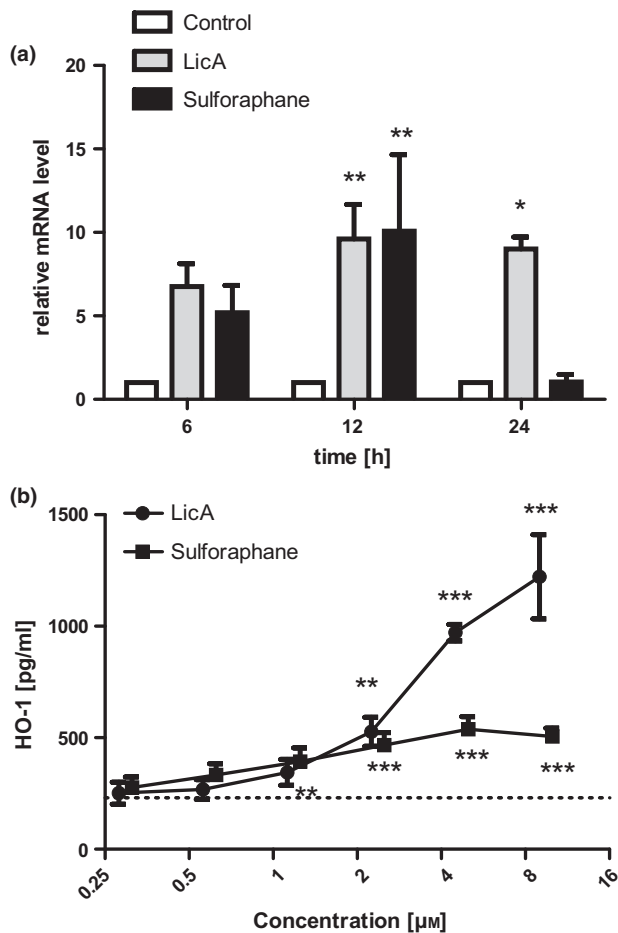 Control
(a)
LicA
Sulforaphane
20
15
10
5
0
relative mRNA level
**
**
*
6 12 24
time [h]
(b)
1500
1000
500
0
HO-1 [pg/ml]
LicA
Sulforaphane
***
***
**
***
***
***
**
0.25 0.5 1 2 4 8 16
Concentration [µM]